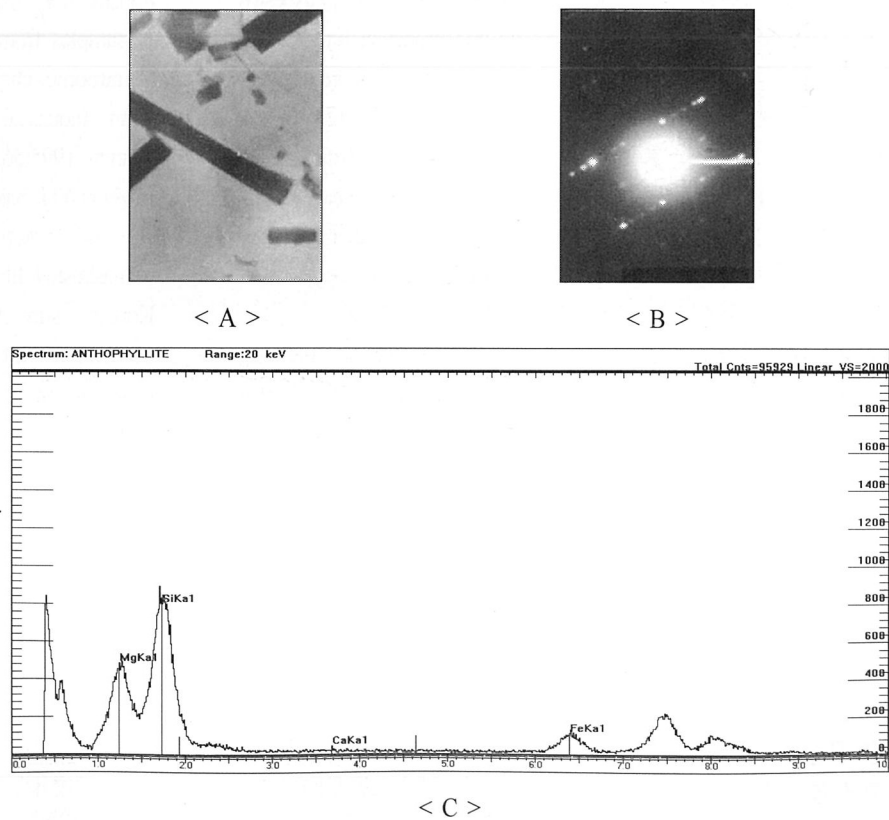 < A >
< B >
Spectrum: ANTHOPHYLLITE Range:20 keV
Total Cnts=95929 Linear VS=2000
1800
1600
1400
1200
1000
800
600
400
200
0
SiKa1
MgKa1
CaKa1
FeKa1
0.0 1.0 2.0 3.0 4.0 5.0 6.0 7.0 8.0 9.0 10.0
< C >